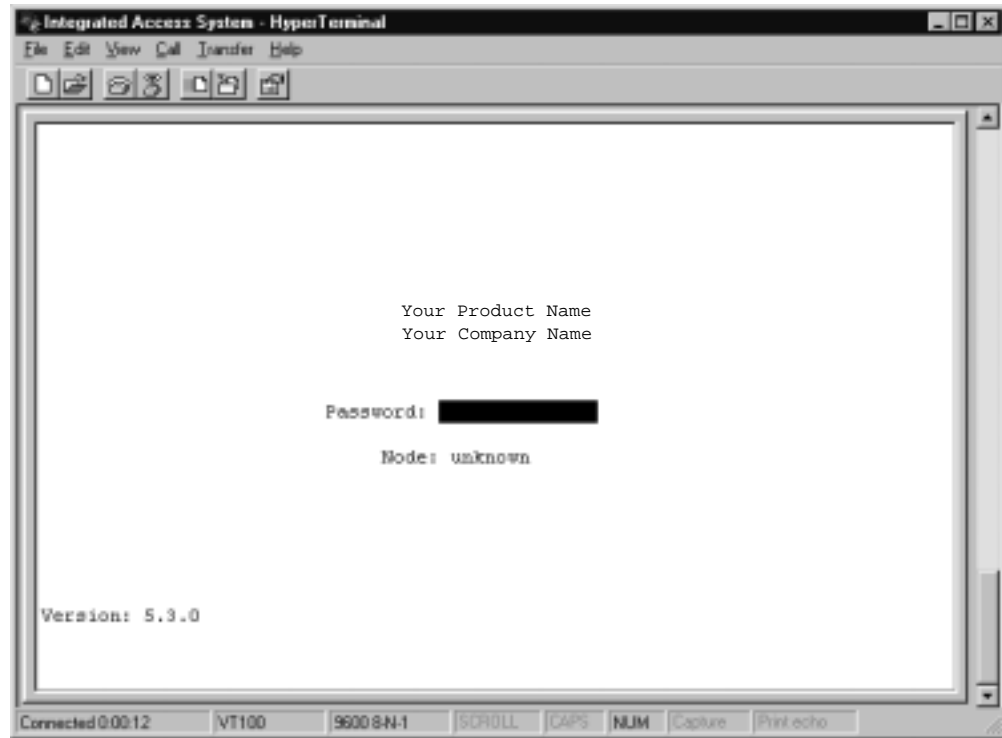 Integrated Access System - HyperTerminal
File Edit View Call Transfer Help
Your Product Name
Your Company Name
Password:
Node: unknown
Version: 5.3.0
Connected 0:00:12 VT100 9600 8-N-1 SCROLL CAPS NUM Capture Print echo